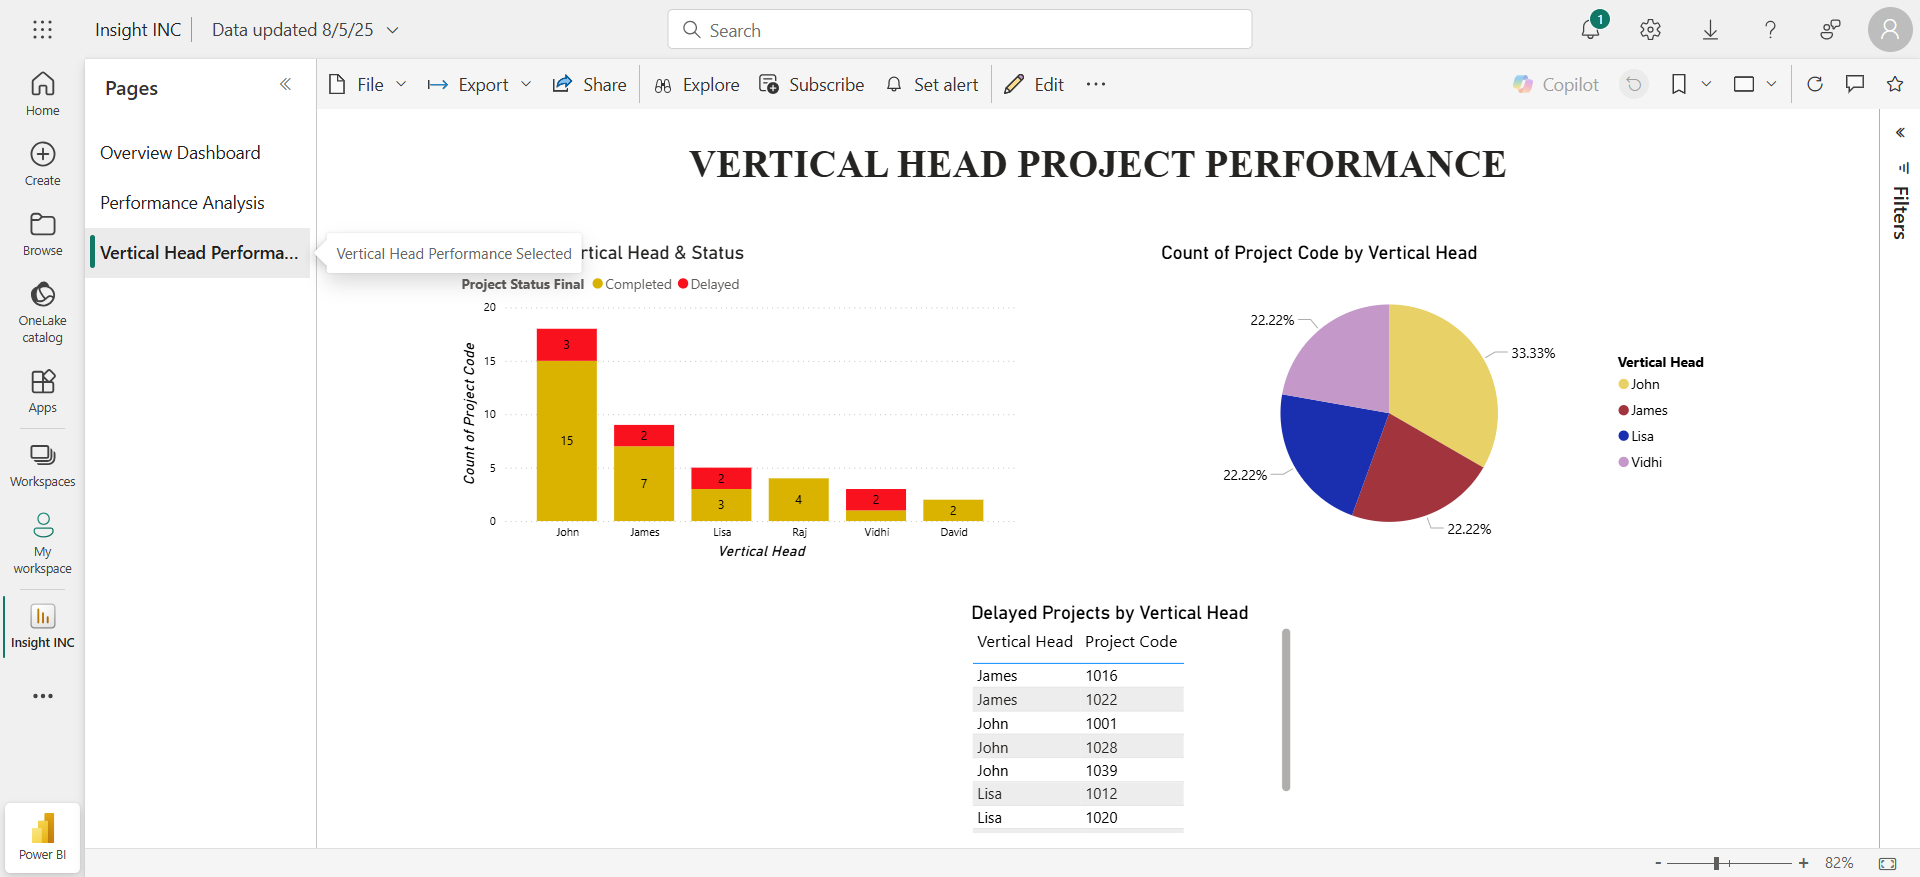 Insight INC
Data updated 8/5/25
Search
1
Home
Create
Browse
OneLake
catalog
Apps
Workspaces
My
workspace
Insight INC
Power BI
Pages
Overview Dashboard
Performance Analysis
Vertical Head Performa...
Vertical Head Performance Selected
File
Export
Share
Explore
Subscribe
Set alert
Edit
Copilot
Filters
VERTICAL HEAD PROJECT PERFORMANCE
rtical Head & Status
Project Status Final Completed Delayed
Count of Project Code
20
15
10
5
0
3
15
2
7
2
3
4
2
2
John James Lisa Raj Vidhi David
Vertical Head
Count of Project Code by Vertical Head
22.22%
33.33%
22.22%
22.22%
Vertical Head
John
James
Lisa
Vidhi
Delayed Projects by Vertical Head
Vertical Head Project Code
James 1016
James 1022
John 1001
John 1028
John 1039
Lisa 1012
Lisa 1020
- + 82%